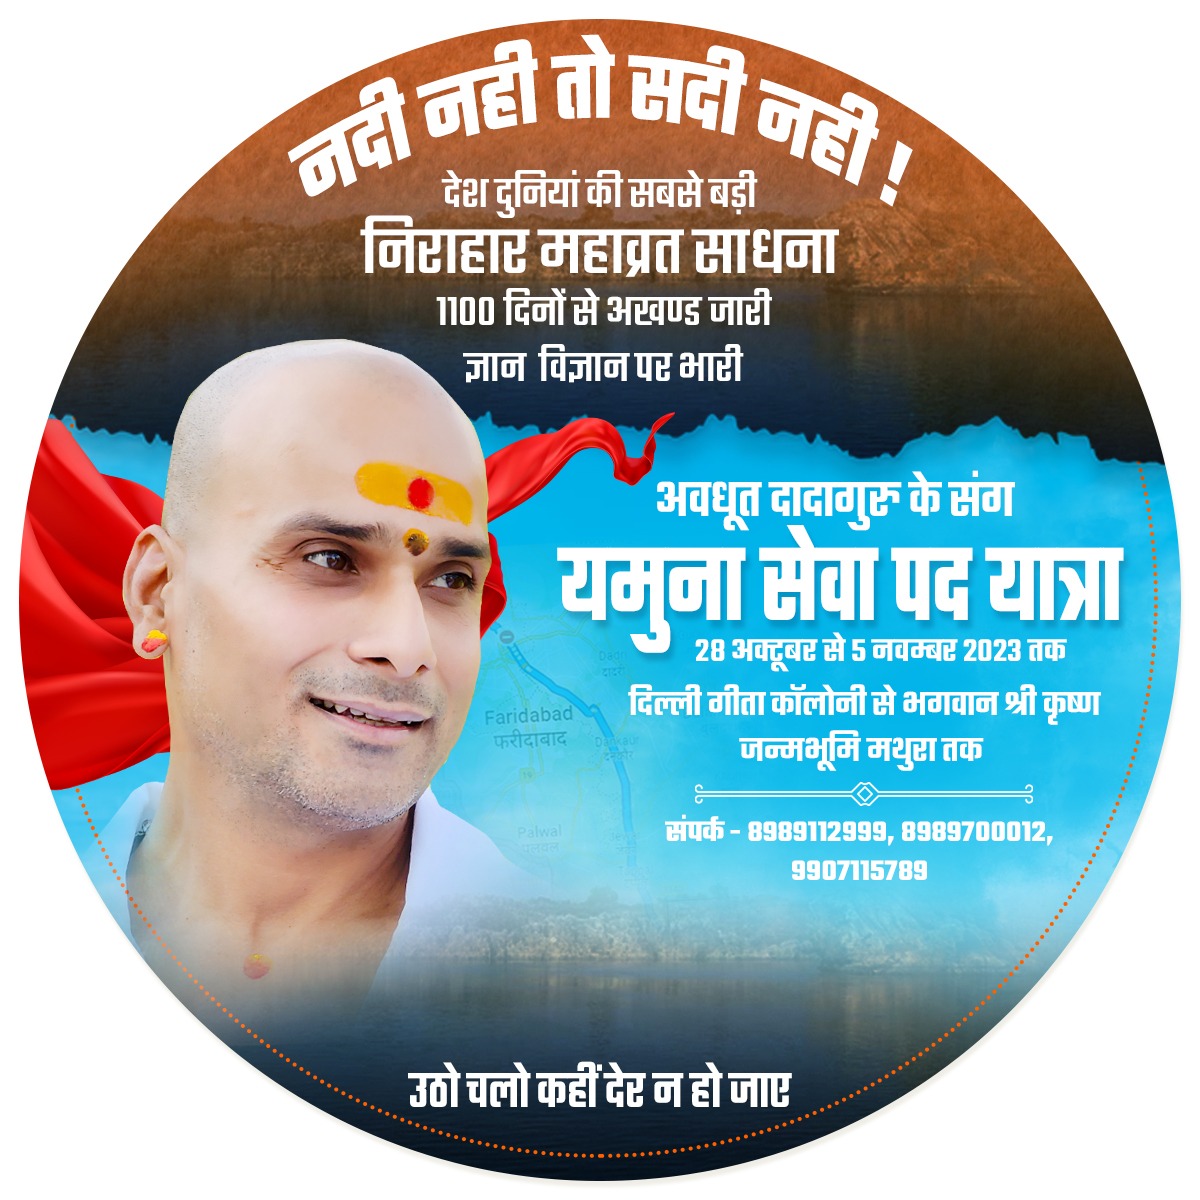 नदी नही तो सदी नही !
देश दुनियां की सबसे बड़ी
निराहार महाव्रत साधना
1100 दिनों से अखण्ड जारी
ज्ञान विज्ञान पर भारी
अवधूत दादागुरु के संग
यमुना सेवा पद यात्रा
28 अक्टूबर से 5 नवम्बर 2023 तक
दिल्ली गीता कॉलोनी से भगवान श्री कृष्ण
जन्मभूमि मथुरा तक
Faridabad
फरीदाबाद
Palwal
पलवल
संपर्क - 8989112999, 8989700012,
9907115789
उठो चलो कहीं देर न हो जाए